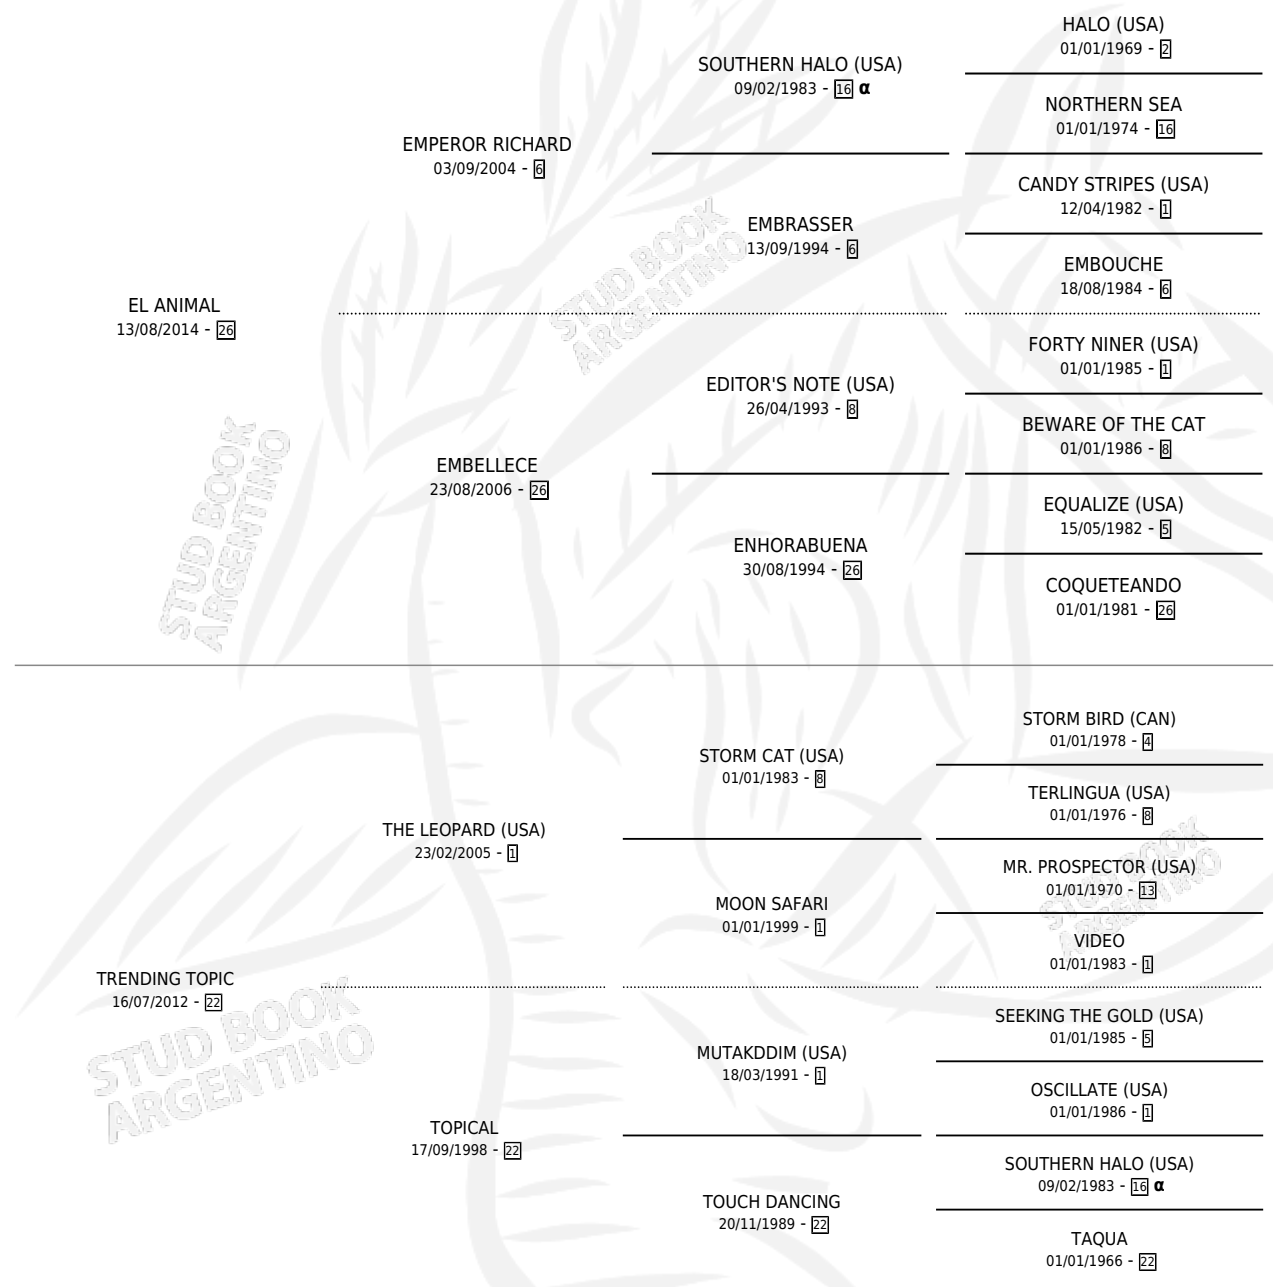 HALO (USA)
01/01/1969 - 2
SOUTHERN HALO (USA)
09/02/1983 - 16 α
NORTHERN SEA
01/01/1974 - 16
EMPEROR RICHARD
03/09/2004 - 6
CANDY STRIPES (USA)
12/04/1982 - 1
EMBRASSER
13/09/1994 - 6
EMBOUCHE
18/08/1984 - 6
EL ANIMAL
13/08/2014 - 26
FORTY NINER (USA)
01/01/1985 - 1
EDITOR'S NOTE (USA)
26/04/1993 - 8
BEWARE OF THE CAT
01/01/1986 - 8
EMBELLECE
23/08/2006 - 26
EQUALIZE (USA)
15/05/1982 - 5
ENHORABUENA
30/08/1994 - 26
COQUETEANDO
01/01/1981 - 26
STORM BIRD (CAN)
01/01/1978 - 4
STORM CAT (USA)
01/01/1983 - 8
TERLINGUA (USA)
01/01/1976 - 8
THE LEOPARD (USA)
23/02/2005 - 1
MR. PROSPECTOR (USA)
01/01/1970 - 13
MOON SAFARI
01/01/1999 - 1
VIDEO
01/01/1983 - 1
TRENDING TOPIC
16/07/2012 - 22
SEEKING THE GOLD (USA)
01/01/1985 - 5
MUTAKDDIM (USA)
18/03/1991 - 1
OSCILLATE (USA)
01/01/1986 - 1
TOPICAL
17/09/1998 - 22
SOUTHERN HALO (USA)
09/02/1983 - 16 α
TOUCH DANCING
20/11/1989 - 22
TAQUA
01/01/1966 - 22
STUD BOOK
ARGENTINO
STUD BOOK
ARGENTINO
STUD BOOK
ARGENTINO
STUD BOOK
ARGENTINO